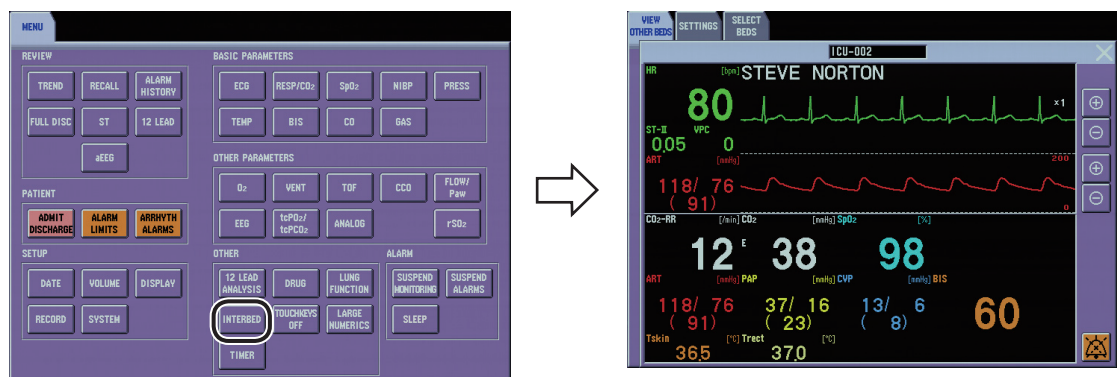 MENU
REVIEW
TREND RECALL ALARM HISTORY
FULL DISC ST 12 LEAD
aEEG
PATIENT
ADMIT DISCHARGE ALARM LIMITS ARRHYTH ALARMS
SETUP
DATE VOLUME DISPLAY
RECORD SYSTEM
BASIC PARAMETERS
ECG RESP/CO2 SpO2 NIBP PRESS
TEMP BIS CO GAS
OTHER PARAMETERS
O2 VENT TOF CCO FLOW/ Paw
EEG tcPO2/ tcPCO2 ANALOG rSO2
OTHER
12 LEAD ANALYSIS DRUG LUNG FUNCTION
INTERBED TOUCHKEYS OFF LARGE NUMERICS
TIMER
ALARM
SUSPEND MONITORING SUSPEND ALARMS
SLEEP
VIEW OTHER BEDS SETTINGS SELECT BEDS
ICU-002
HR [bpm] STEVE NORTON
80 ×1
ST-II VPC
0.05 0
ART [mmHg] 200
118/ 76
( 91) 0
CO2-RR [/min] CO2 [mmHg] SpO2 [%]
12 E 38 98
ART [mmHg] PAP [mmHg] CVP [mmHg] BIS
118/ 76 37/ 16 13/ 6 60
( 91) ( 23) ( 8)
Tskin [°C] Trect [°C]
36.5 37.0